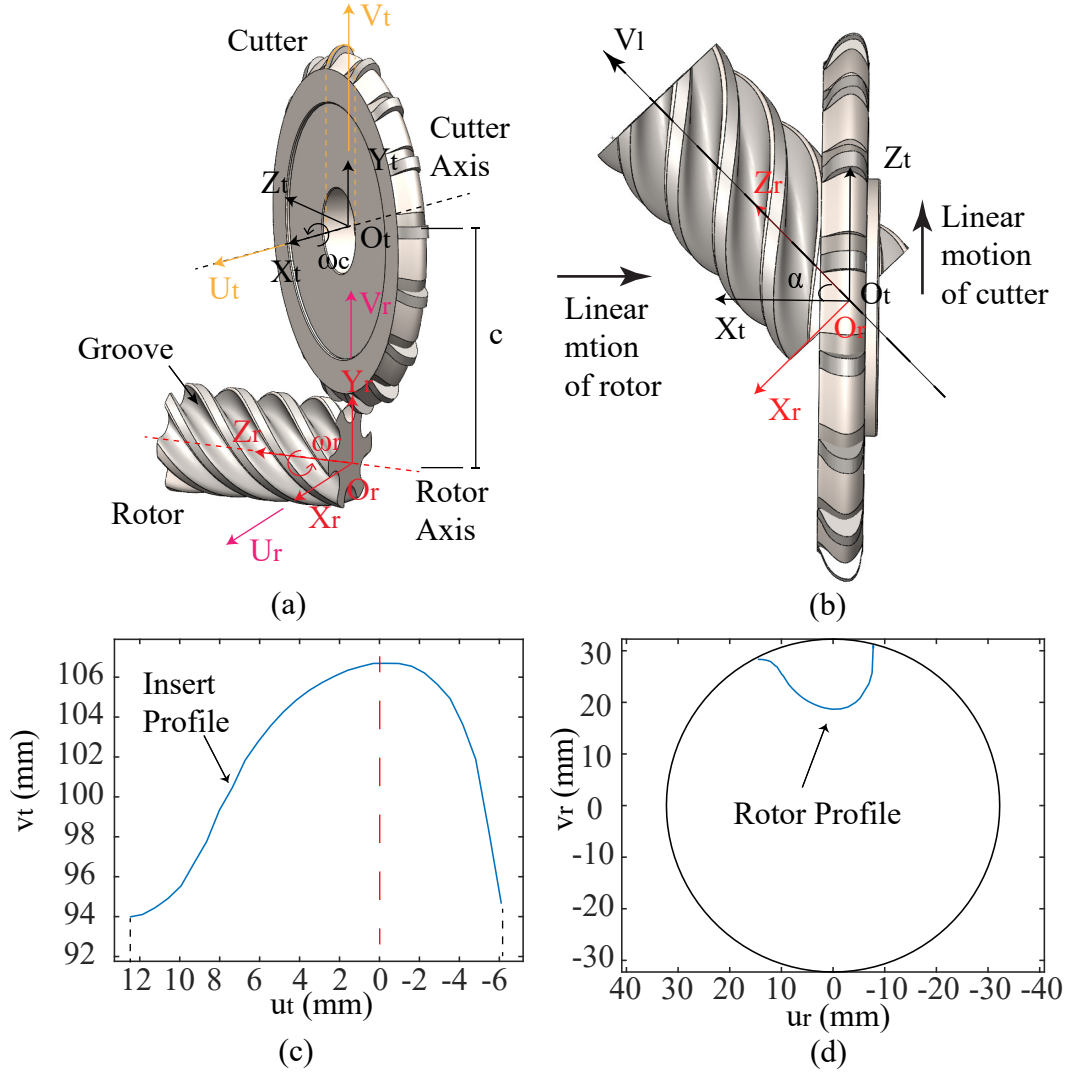 Vt
Cutter
Cutter
Axis
Yt
Zt
Ot
ωc
Xt
Ut
Vr
c
Groove
Yr
Zr
ωr
Or
Rotor
Xr
Rotor
Axis
Ur
(a)
Vl
Zt
Zr
Linear
motion
of cutter
α
Ot
Xt
Or
Linear
mtion
of rotor
Xr
(b)
106
104
102
100
98
96
94
92
vt (mm)
Insert
Profile
12 10 8 6 4 2 0 -2 -4 -6
ut (mm)
(c)
30
20
10
0
-10
-20
-30
vr (mm)
Rotor Profile
40 30 20 10 0 -10 -20 -30 -40
ur (mm)
(d)